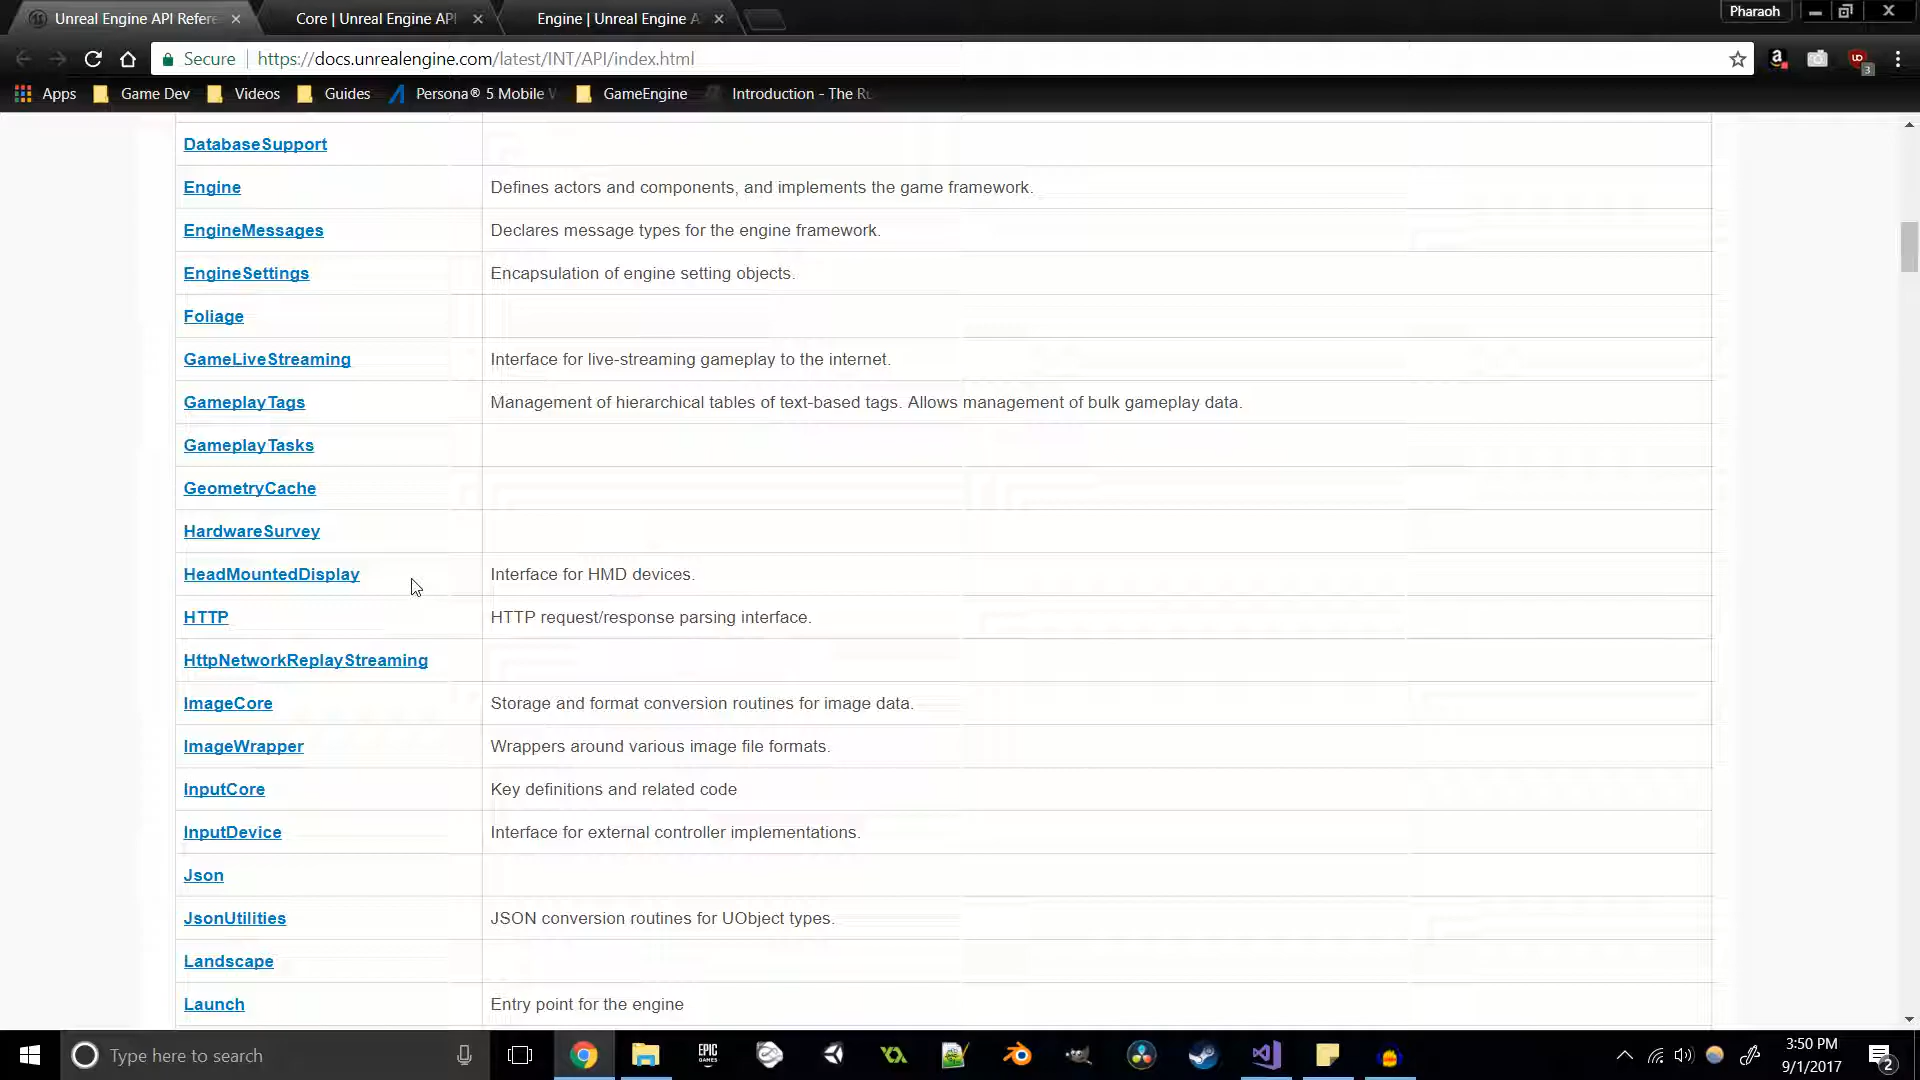 Unreal Engine API Refere
Core | Unreal Engine API
Engine | Unreal Engine A
Pharaoh
Secure
https://docs.unrealengine.com/latest/INT/API/index.html
3
Apps
Game Dev
Videos
Guides
Persona® 5 Mobile
GameEngine
Introduction - The Ru
DatabaseSupport
Engine Defines actors and components, and implements the game framework.
EngineMessages Declares message types for the engine framework.
EngineSettings Encapsulation of engine setting objects.
Foliage
GameLiveStreaming Interface for live-streaming gameplay to the internet.
GameplayTags Management of hierarchical tables of text-based tags. Allows management of bulk gameplay data.
GameplayTasks
GeometryCache
HardwareSurvey
HeadMountedDisplay Interface for HMD devices.
HTTP HTTP request/response parsing interface.
HttpNetworkReplayStreaming
ImageCore Storage and format conversion routines for image data.
ImageWrapper Wrappers around various image file formats.
InputCore Key definitions and related code
InputDevice Interface for external controller implementations.
Json
JsonUtilities JSON conversion routines for UObject types.
Landscape
Launch Entry point for the engine
Type here to search
EPIC
GAMES
3:50 PM
9/1/2017
2